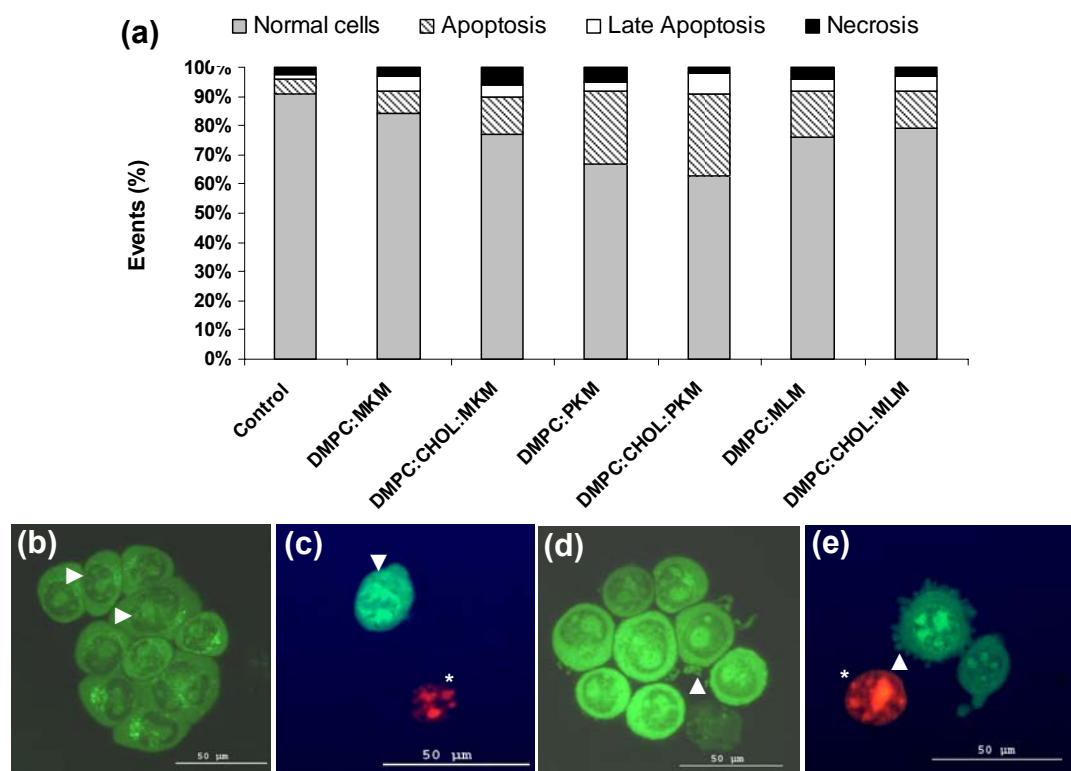 (a)
Normal cells Apoptosis Late Apoptosis Necrosis
Events (%)
100%
90%
80%
70%
60%
50%
40%
30%
20%
10%
0%
Control
DMPC:MKM
DMPC:CHOL:MKM
DMPC:PKM
DMPC:CHOL:PKM
DMPC:MLM
DMPC:CHOL:MLM
(b)
50 µm
(c)
*
50 µm
(d)
50 µm
(e)
*
50 µm